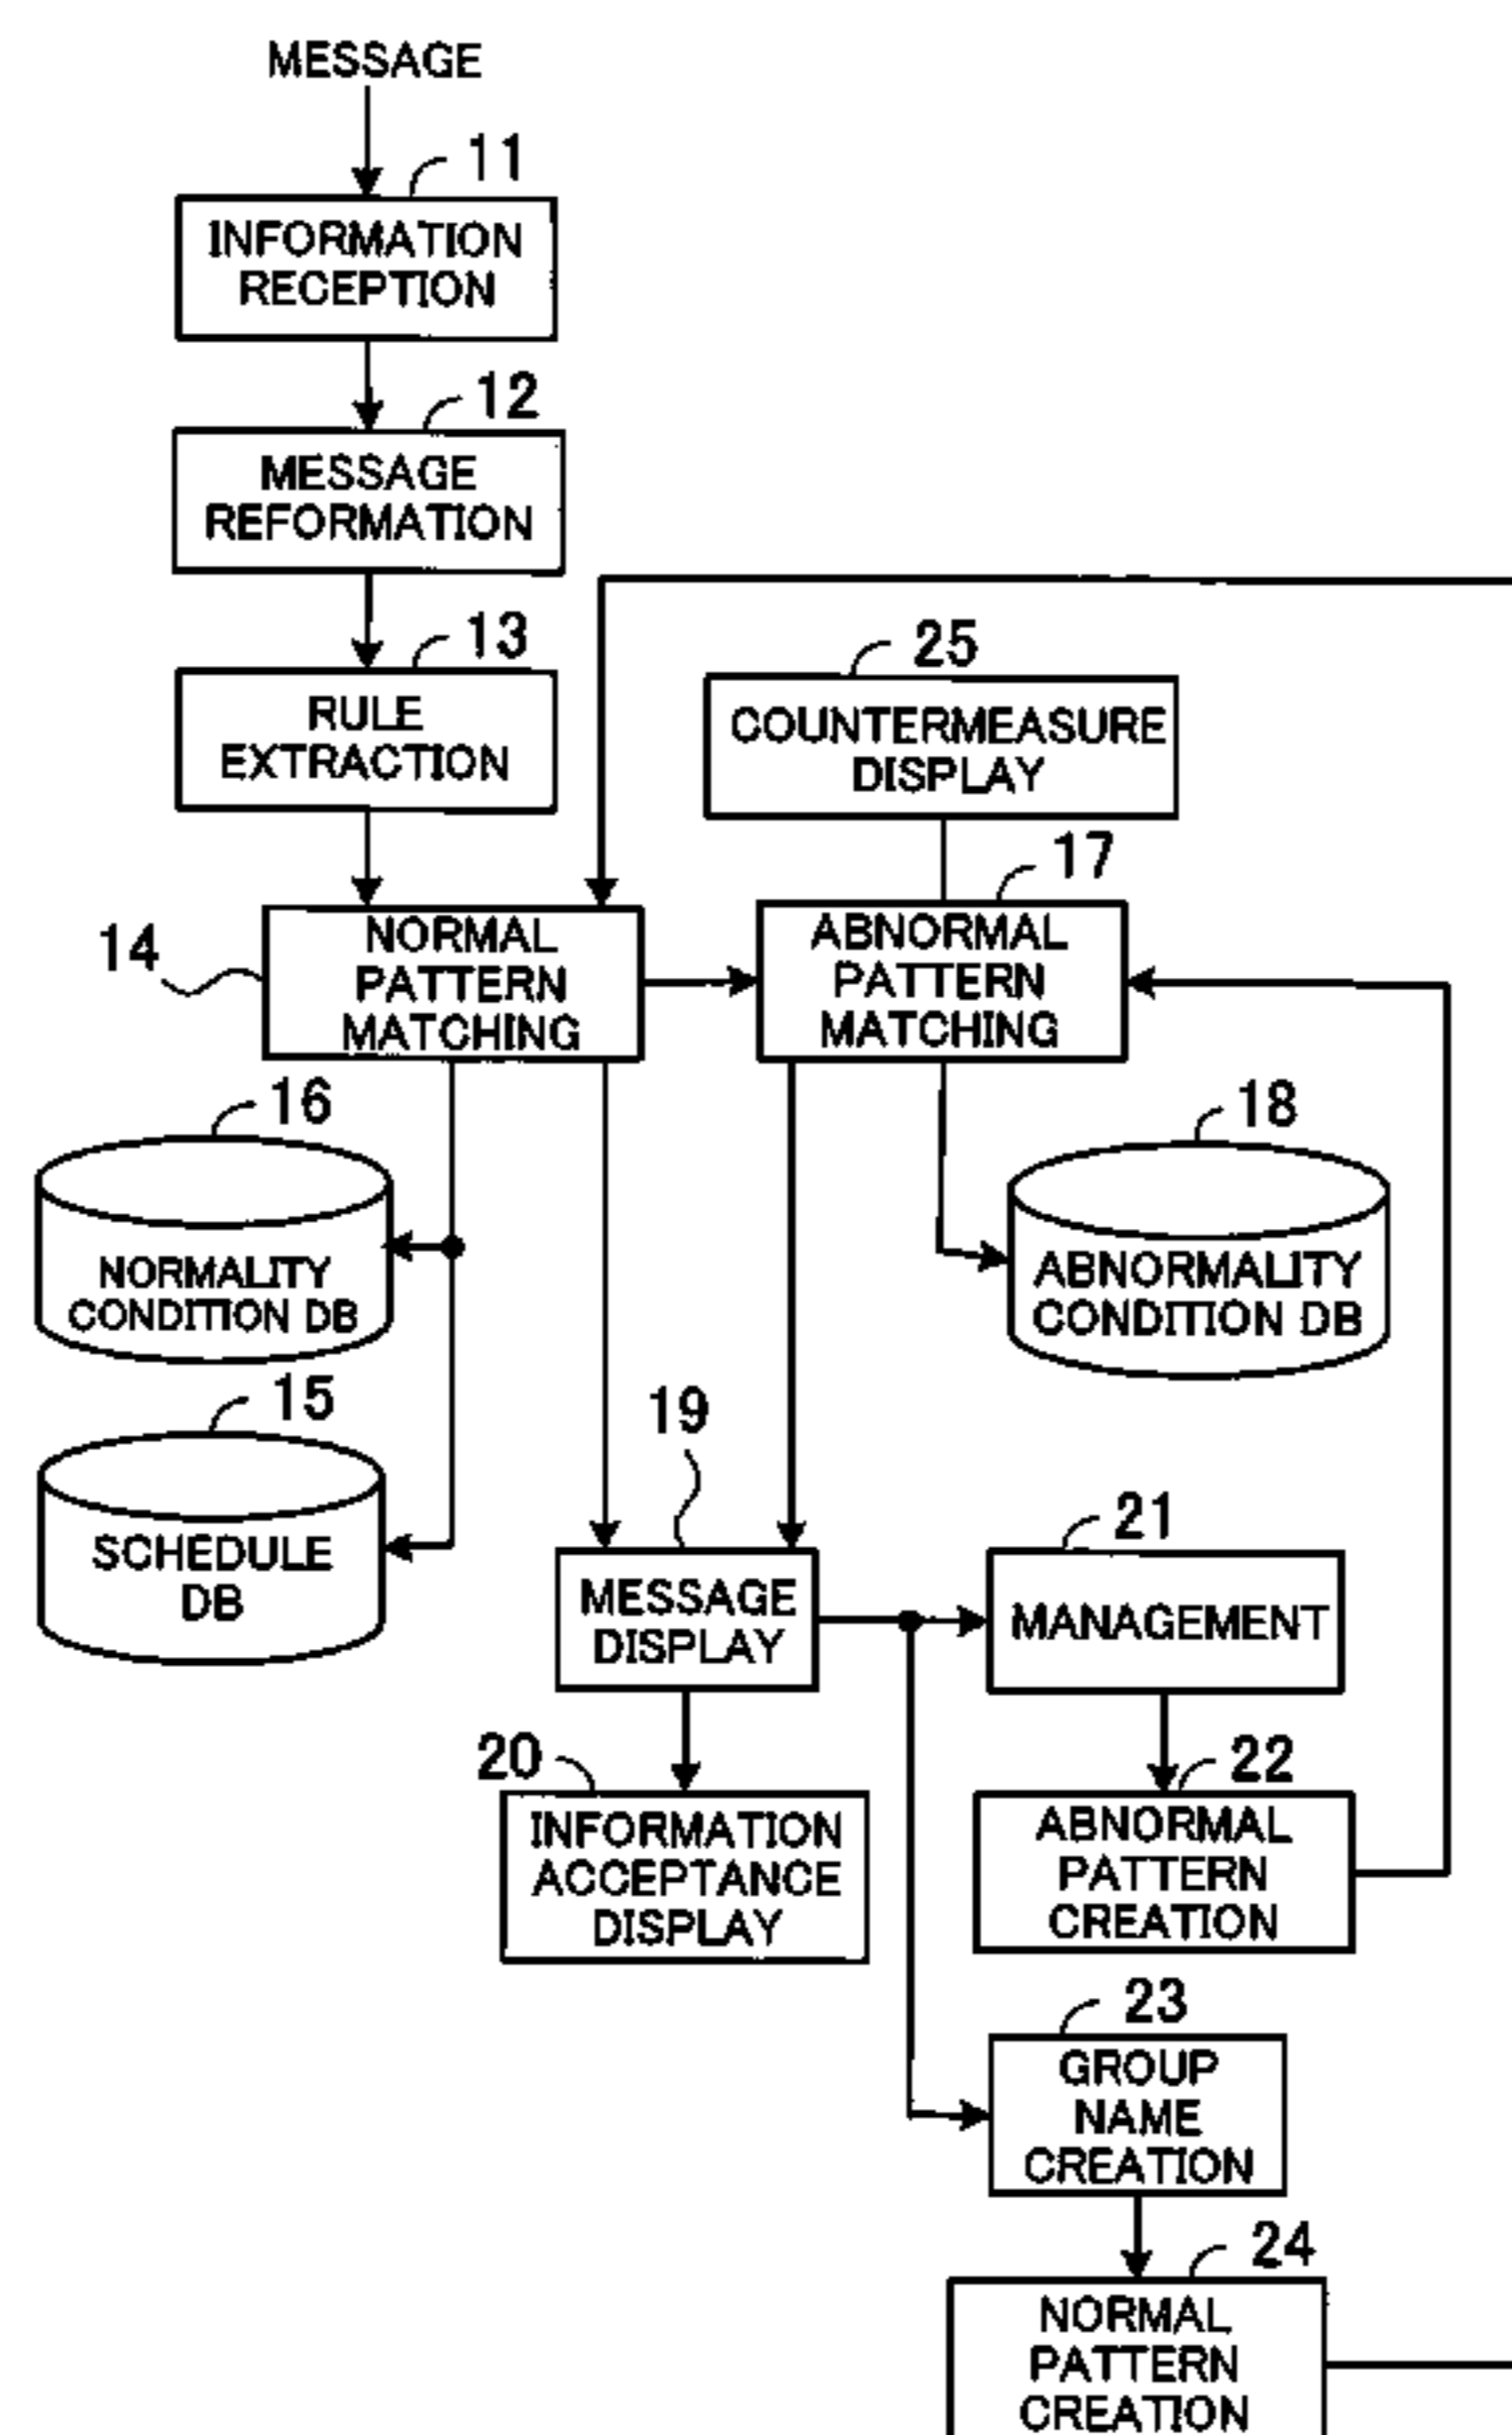 MESSAGE
11
INFORMATION
RECEPTION
12
MESSAGE
REFORMATION
13
RULE
EXTRACTION
25
COUNTERMEASURE
DISPLAY
14
NORMAL
PATTERN
MATCHING
17
ABNORMAL
PATTERN
MATCHING
16
NORMALITY
CONDITION DB
18
ABNORMALITY
CONDITION DB
15
SCHEDULE
DB
19
MESSAGE
DISPLAY
21
MANAGEMENT
20
INFORMATION
ACCEPTANCE
DISPLAY
22
ABNORMAL
PATTERN
CREATION
23
GROUP
NAME
CREATION
24
NORMAL
PATTERN
CREATION